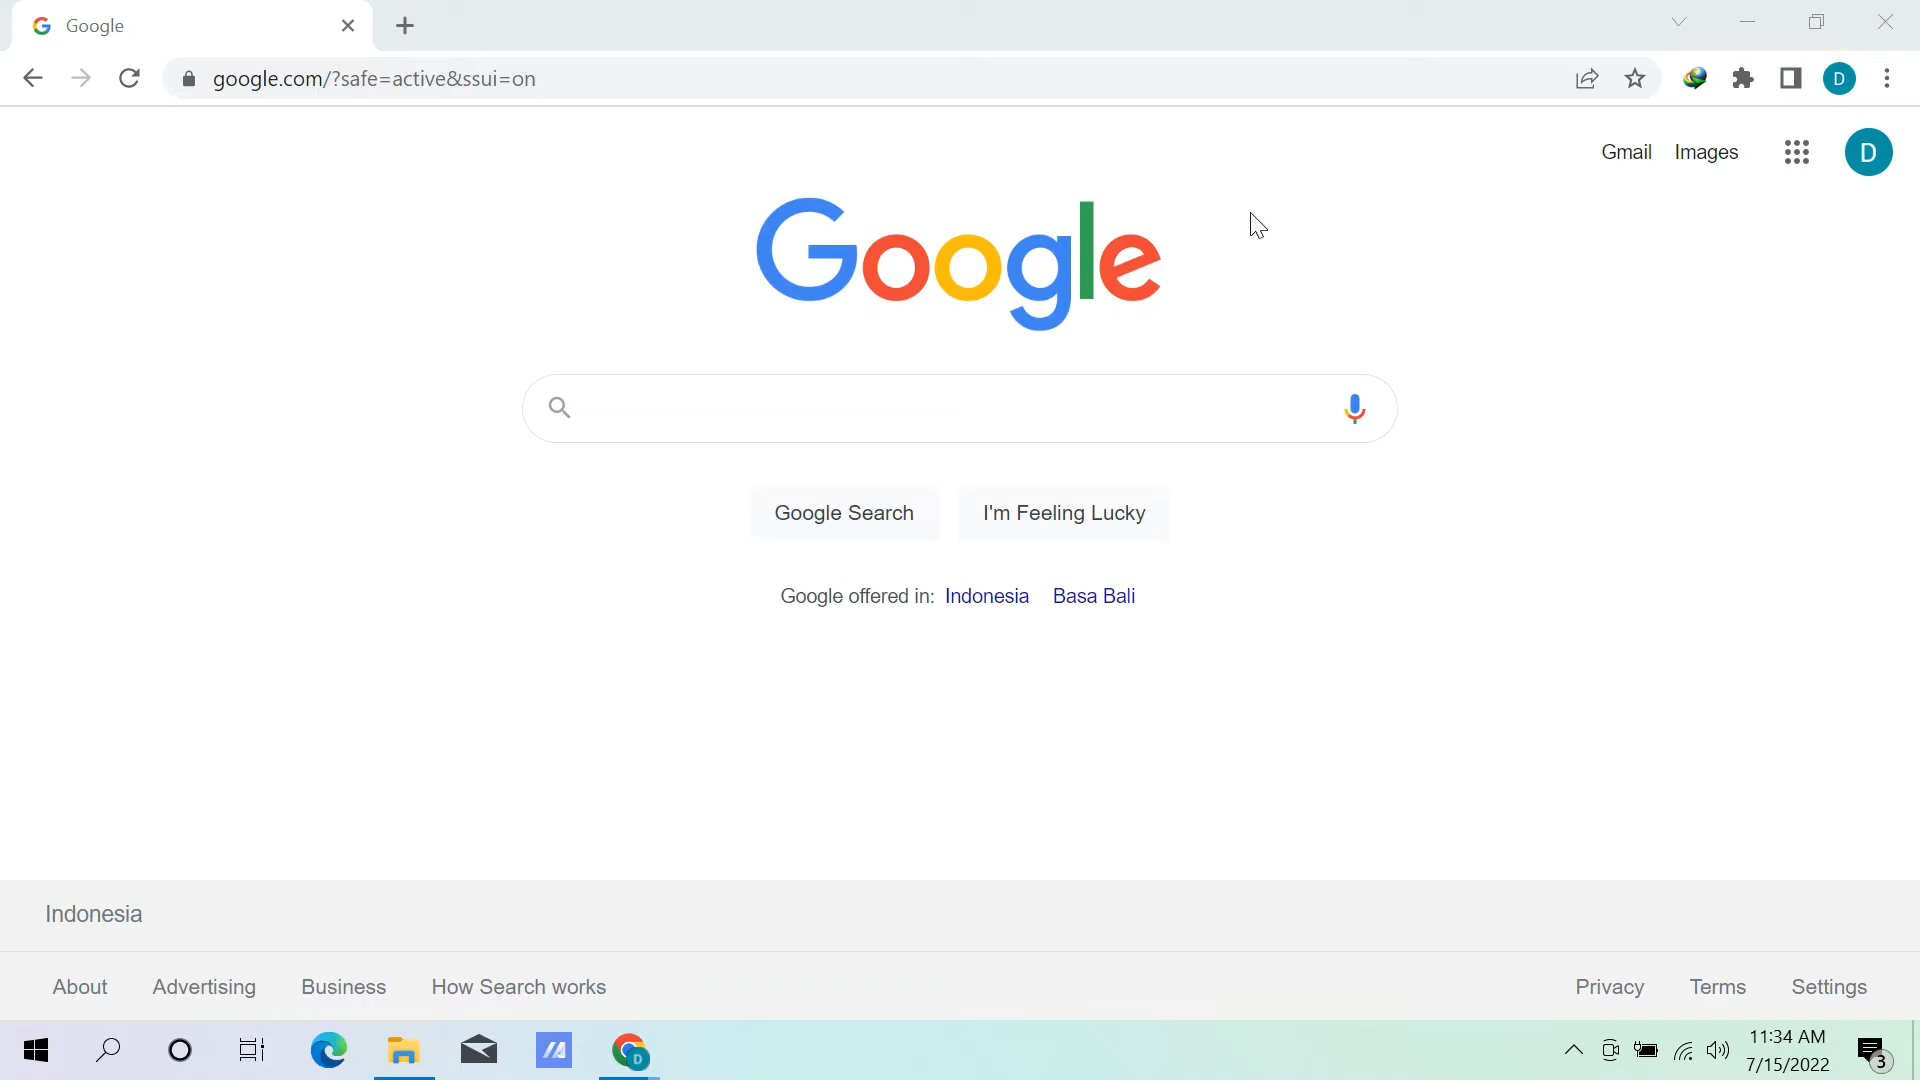 Google
google.com/?safe=active&ssui=on
D
Gmail Images
D
Google
Google Search I'm Feeling Lucky
Google offered in: Indonesia Basa Bali
Indonesia
About Advertising Business How Search works Privacy Terms Settings
D
11:34 AM
7/15/2022
3